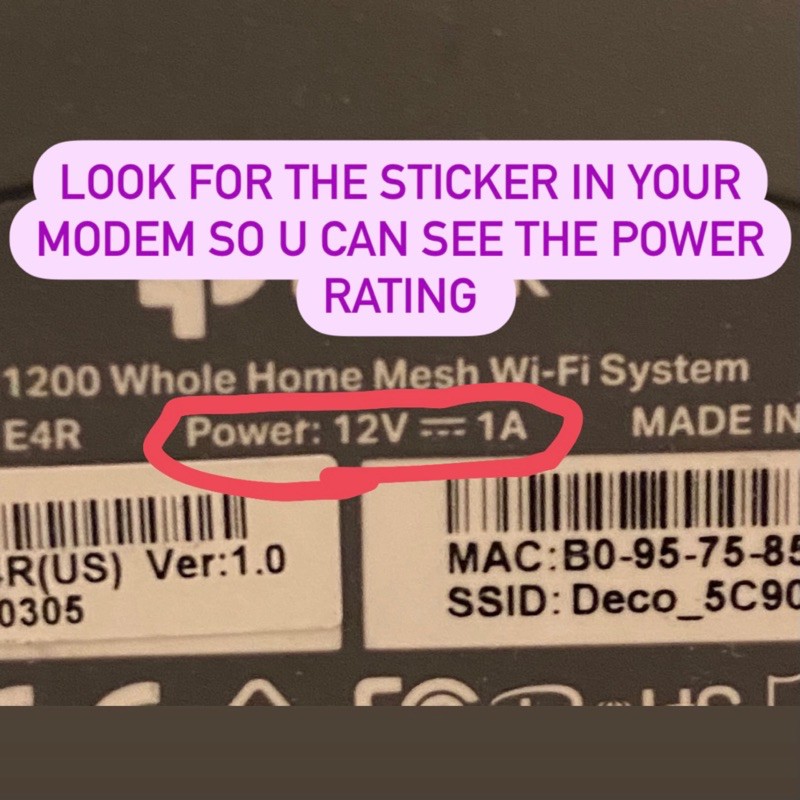 LOOK FOR THE STICKER IN YOUR
MODEM SO U CAN SEE THE POWER
RATING
1200 Whole Home Mesh Wi-Fi System
E4R Power: 12V ⎓ 1A MADE IN
R(US) Ver:1.0
0305
MAC:B0-95-75-85
SSID: Deco_5C90